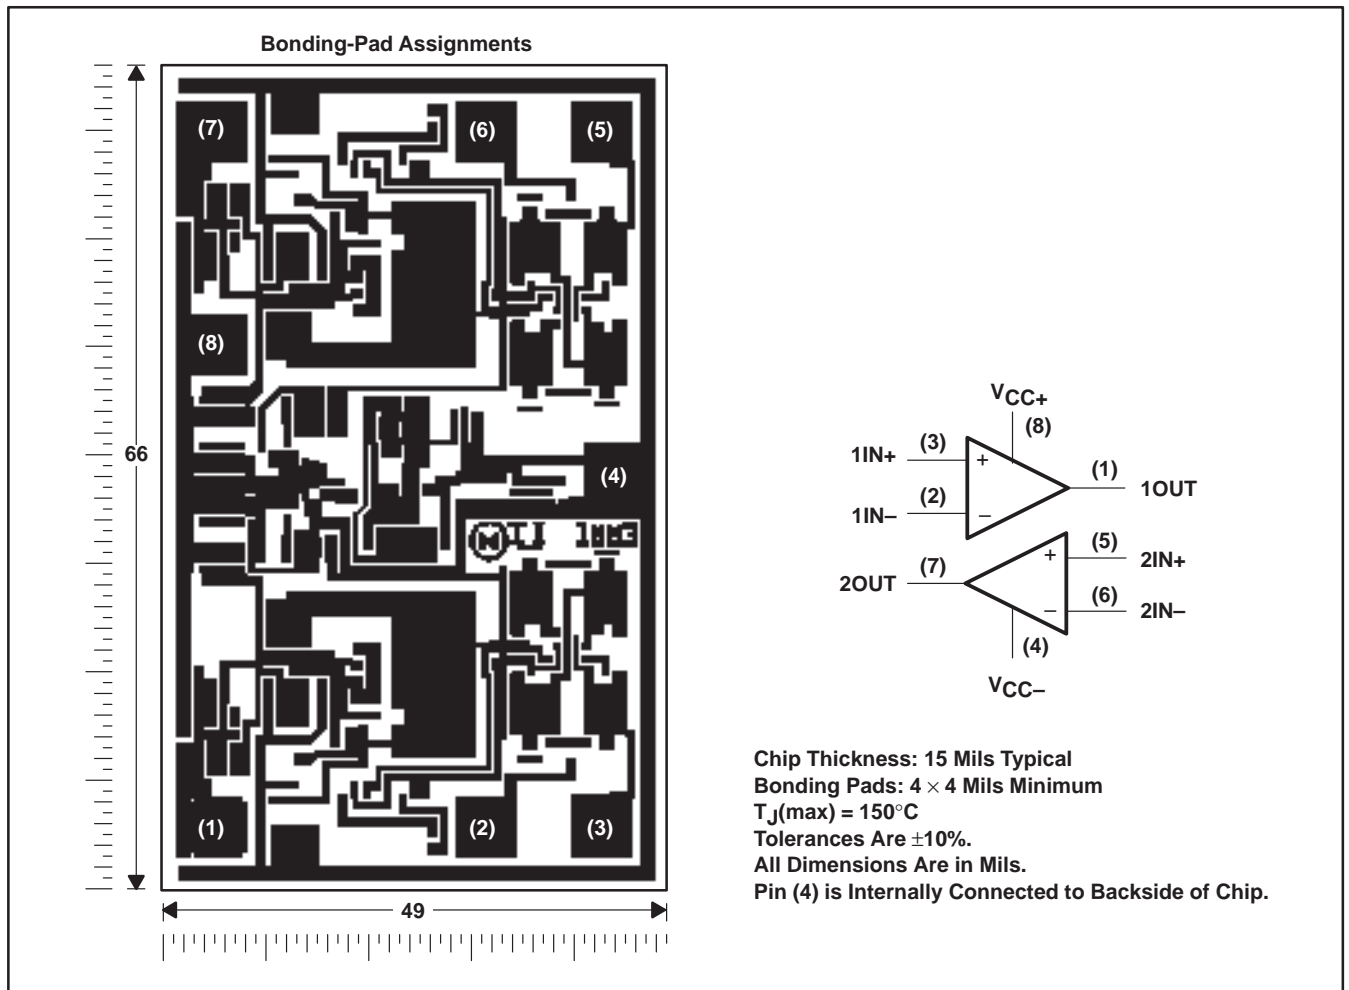 Bonding-Pad Assignments
(7)
(6)
(5)
(8)
66
(4)
(1)
(2)
(3)
49
VCC+
(8)
1IN+
(3)
+
(1)
1OUT
(2)
1IN–
–
(5)
+
2IN+
(7)
2OUT
(6)
–
2IN–
(4)
VCC–
Chip Thickness: 15 Mils Typical
Bonding Pads: 4 × 4 Mils Minimum
TJ(max) = 150°C
Tolerances Are ±10%.
All Dimensions Are in Mils.
Pin (4) is Internally Connected to Backside of Chip.